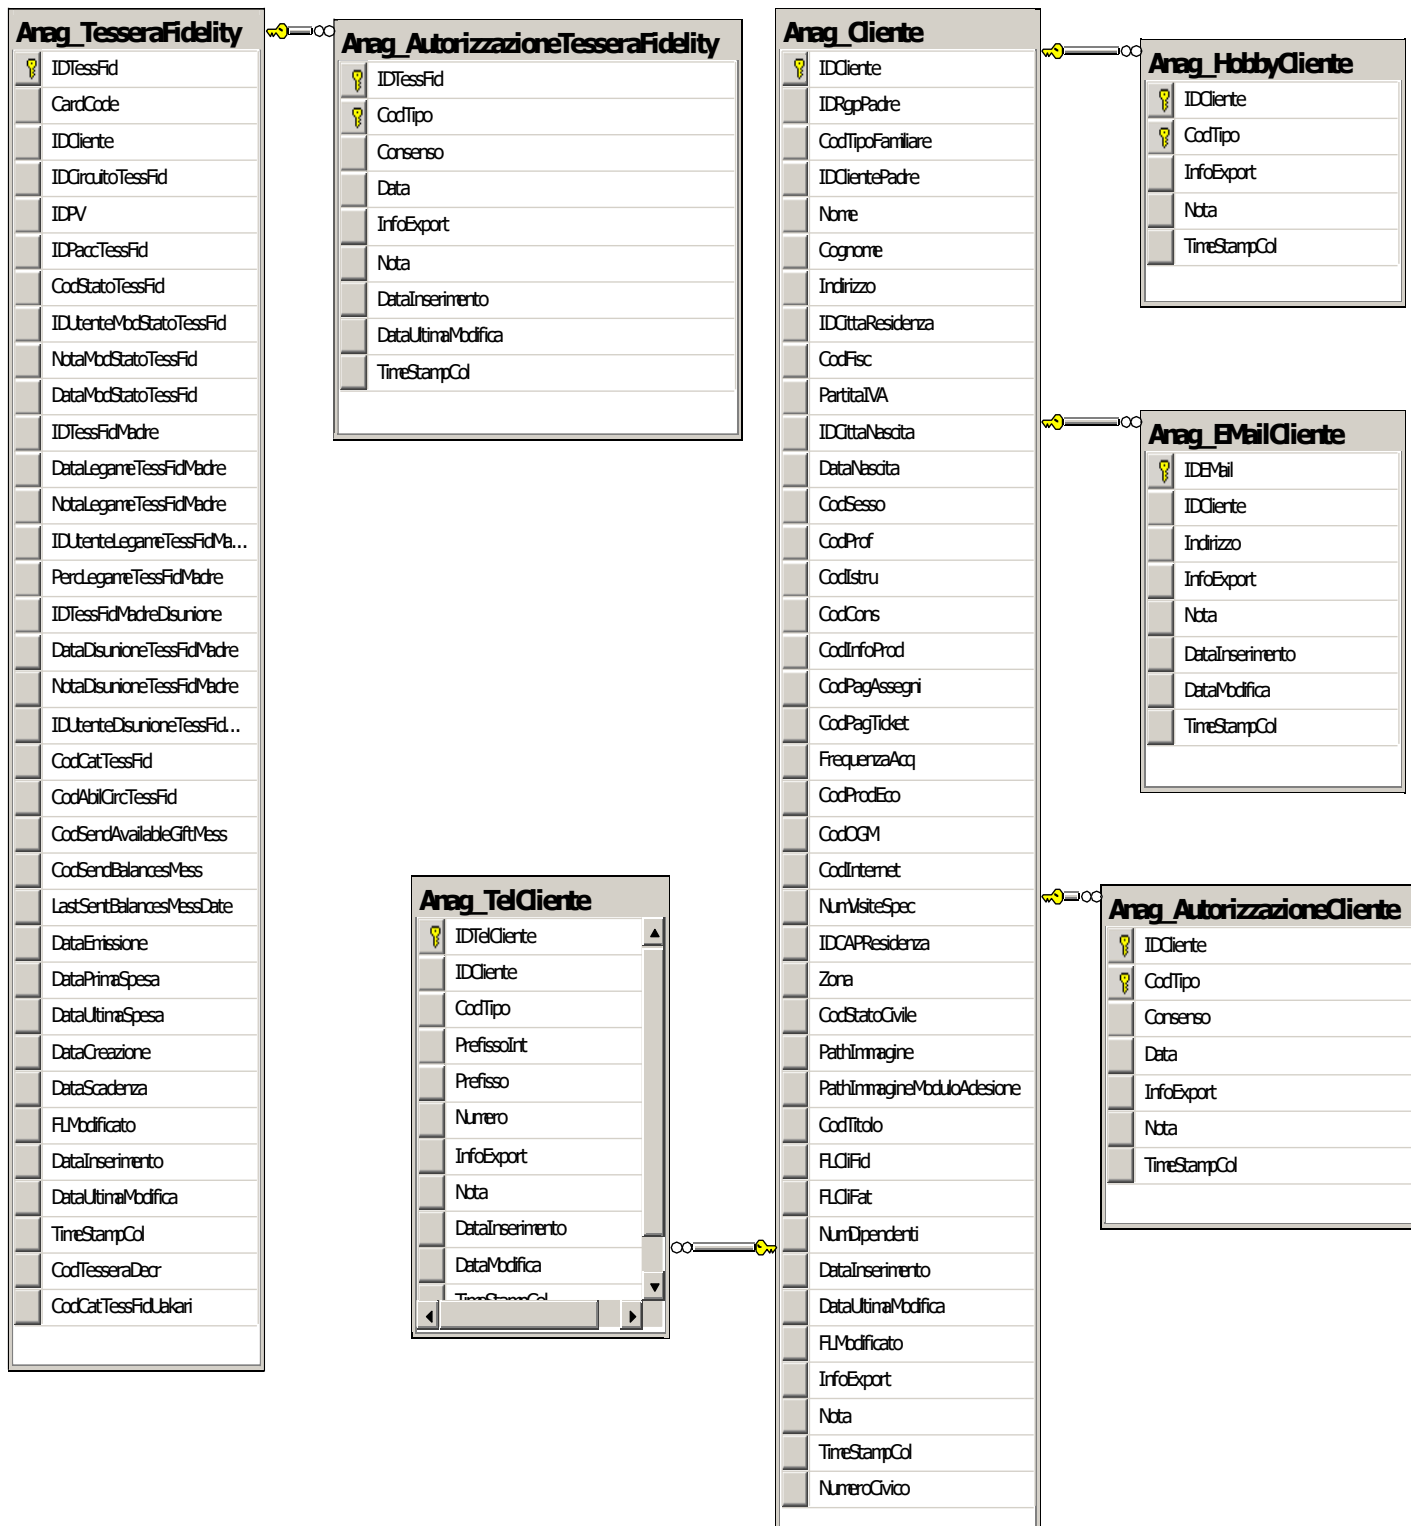 Anag_TesseraFidelity
IDTessFid
CardCode
IDCliente
IDCircuitoTessFid
IDPV
IDPaccTessFid
CodStatoTessFid
IDUtenteModStatoTessFid
NotaModStatoTessFid
DataModStatoTessFid
IDTessFidMadre
DataLegameTessFidMadre
NotaLegameTessFidMadre
IDUtenteLegameTessFidMa...
PercLegameTessFidMadre
IDTessFidMadreDisunione
DataDisunioneTessFidMadre
NotaDisunioneTessFidMadre
IDUtenteDisunioneTessFid...
CodCatTessFid
CodAbilCircTessFid
CodSendAvailableGiftMess
CodSendBalancesMess
LastSentBalancesMessDate
DataEmissione
DataPrimaSpesa
DataUltimaSpesa
DataCreazione
DataScadenza
FLModificato
DataInserimento
DataUltimaModifica
TimeStampCol
CodTesseraDecr
CodCatTessFidUakari
Anag_AutorizzazioneTesseraFidelity
IDTessFid
CodTipo
Consenso
Data
InfoExport
Nota
DataInserimento
DataUltimaModifica
TimeStampCol
Anag_TelCliente
IDTelCliente
IDCliente
CodTipo
PrefissoInt
Prefisso
Numero
InfoExport
Nota
DataInserimento
DataModifica
TimeStampCol
Anag_Cliente
IDCliente
IDRgpPadre
CodTipoFamiliare
IDClientePadre
Nome
Cognome
Indirizzo
IDCittaResidenza
CodFisc
PartitaIVA
IDCittaNascita
DataNascita
CodSesso
CodProf
CodIstru
CodCons
CodInfoProd
CodPagAssegni
CodPagTicket
FrequenzaAcq
CodProdEco
CodOGM
CodInternet
NumVisiteSpec
IDCAPResidenza
Zona
CodStatoCivile
PathImmagine
PathImmagineModuloAdesione
CodTitolo
FLCliFid
FLCliFat
NumDipendenti
DataInserimento
DataUltimaModifica
FLModificato
InfoExport
Nota
TimeStampCol
NumeroCivico
Anag_HobbyCliente
IDCliente
CodTipo
InfoExport
Nota
TimeStampCol
Anag_EMailCliente
IDEMail
IDCliente
Indirizzo
InfoExport
Nota
DataInserimento
DataModifica
TimeStampCol
Anag_AutorizzazioneCliente
IDCliente
CodTipo
Consenso
Data
InfoExport
Nota
TimeStampCol